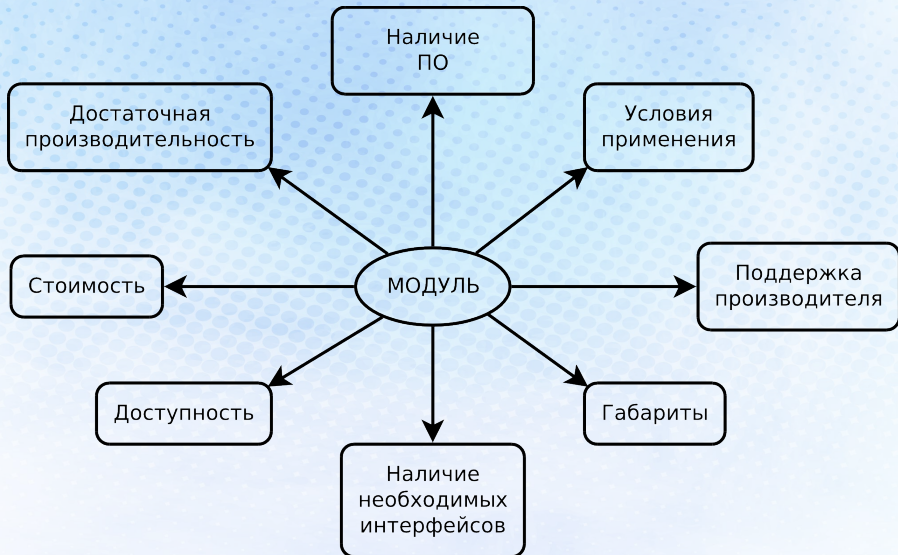 Наличие
ПО
Достаточная
производительность
Условия
применения
Стоимость
МОДУЛЬ
Поддержка
производителя
Доступность
Габариты
Наличие
необходимых
интерфейсов